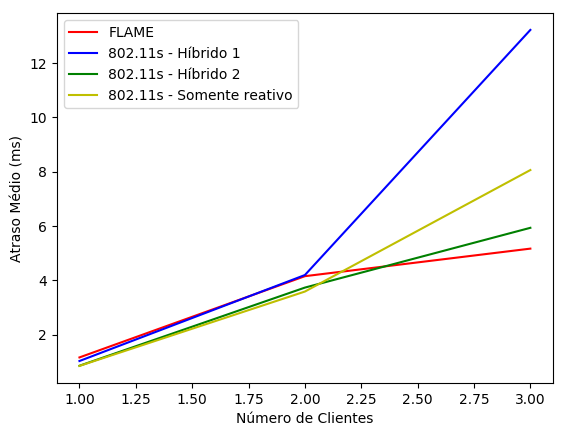 FLAME
802.11s - Híbrido 1
802.11s - Híbrido 2
802.11s - Somente reativo
Atraso Médio (ms)
12
10
8
6
4
2
1.00 1.25 1.50 1.75 2.00 2.25 2.50 2.75 3.00
Número de Clientes